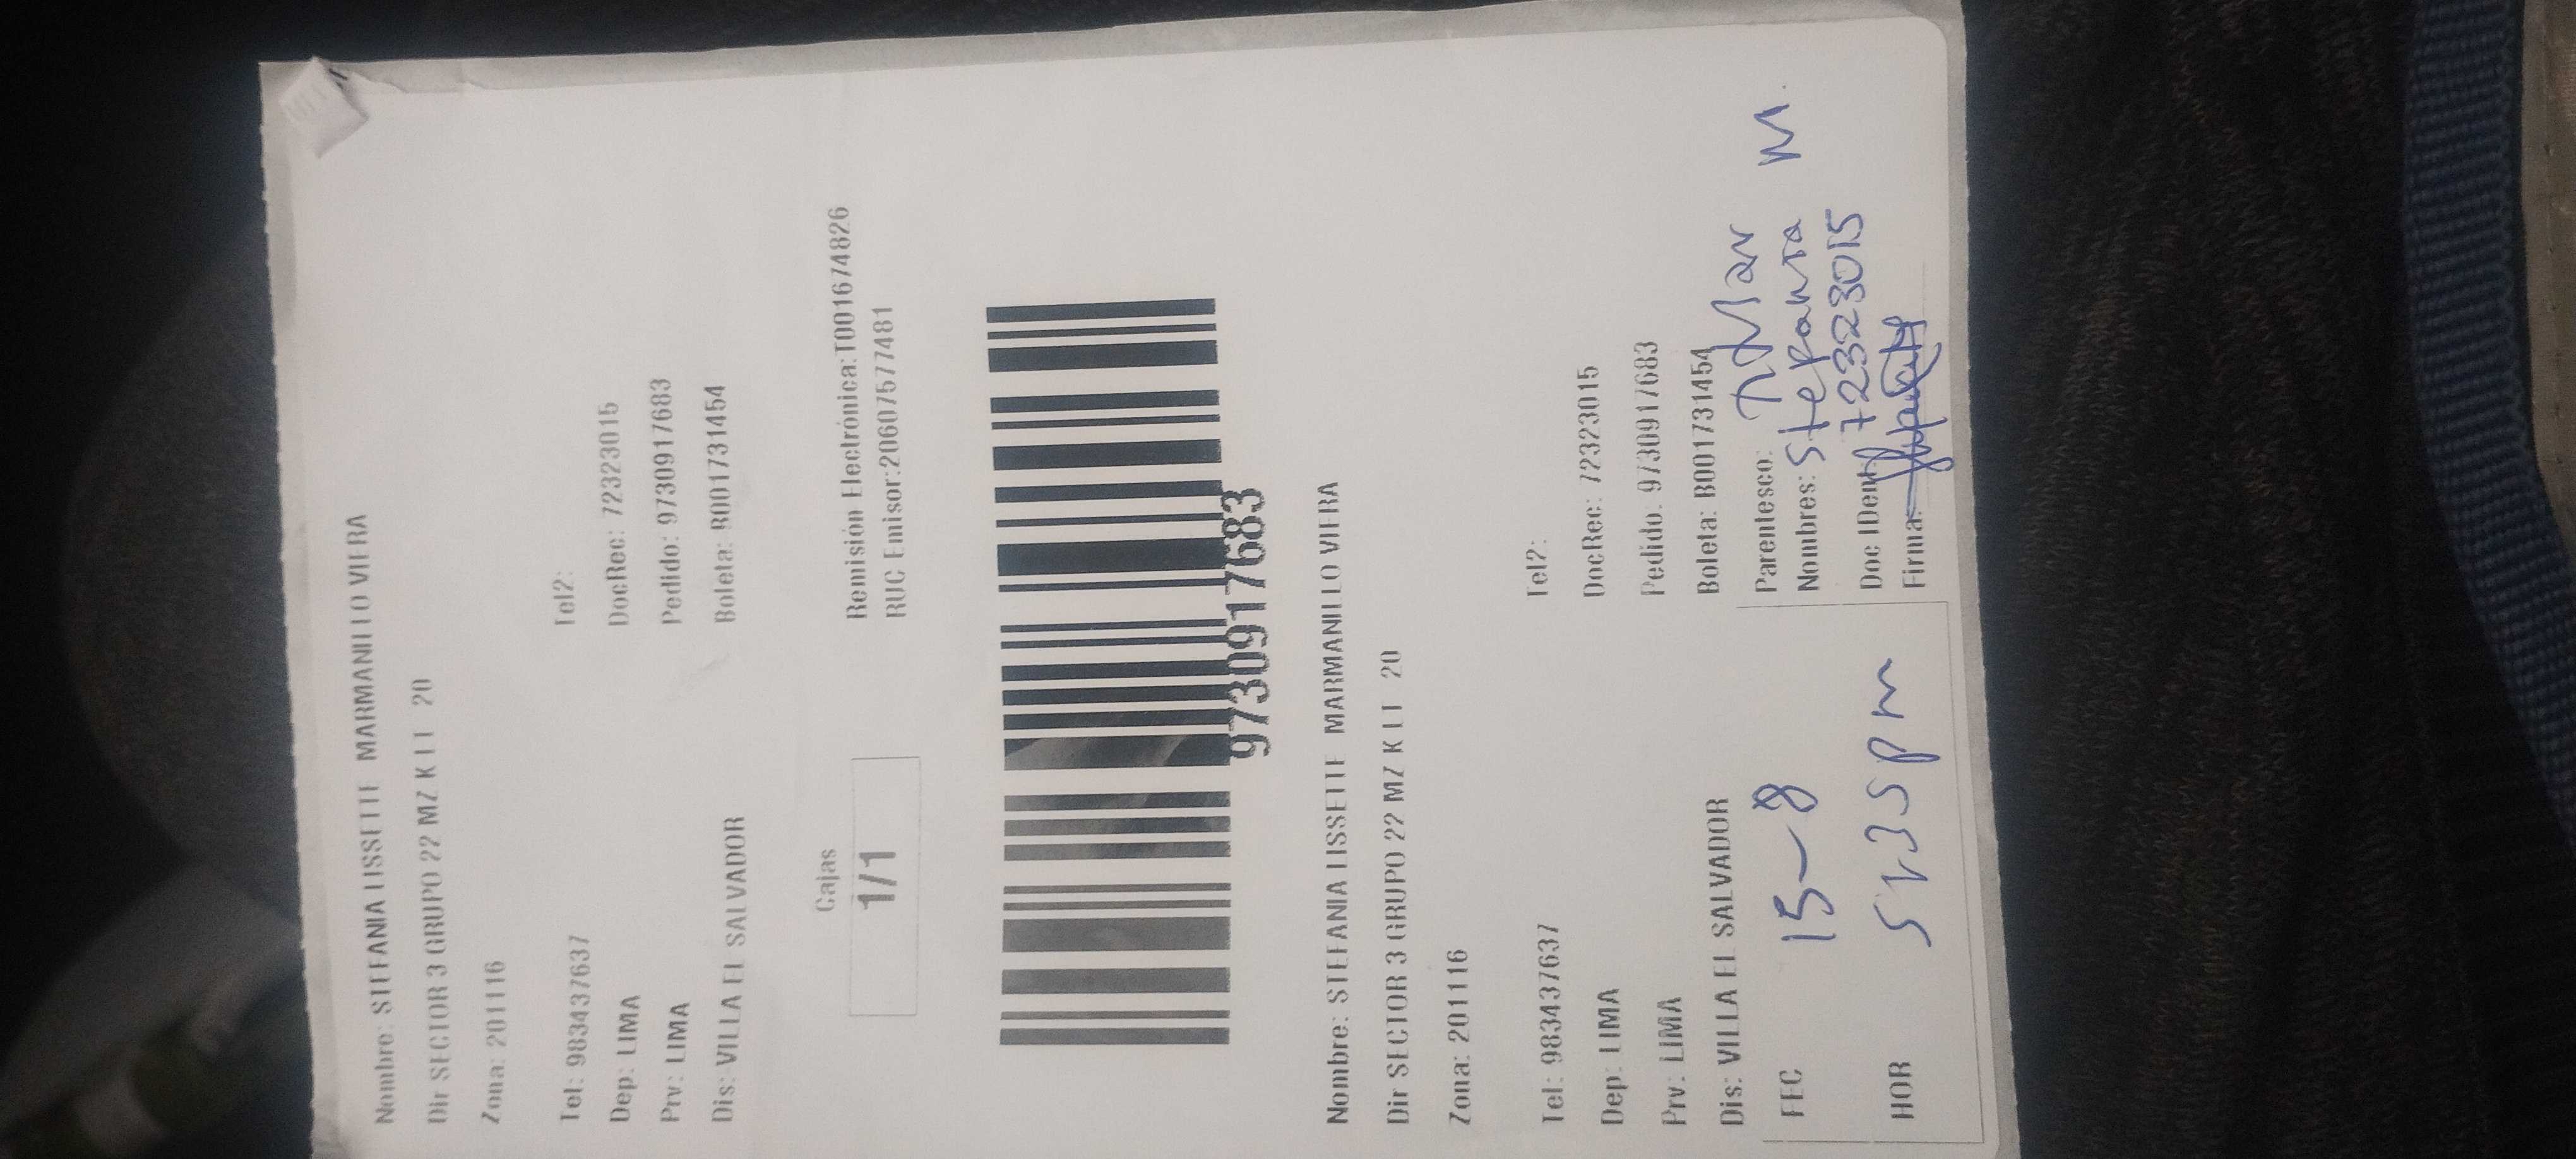 Nombre: STEFANIA LISSETTE MARMANILLO VIERA
Dir SECTOR 3 GRUPO 22 MZ K LT 20
Zona: 201116
Tel: 983437637 Tel2:
Dep: LIMA DocRec: 72323015
Prv: LIMA Pedido: 9730917683
Dis: VILLA EL SALVADOR Boleta: B001731454
Cajas
1/1
Remisión Electrónica:T001674826
RUC Emisor:20607577481
9730917683
Nombre: STEFANIA LISSETTE MARMANILLO VIERA
Dir SECTOR 3 GRUPO 22 MZ K LT 20
Zona: 201116
Tel: 983437637 Tel2:
Dep: LIMA DocRec: 72323015
Prv: LIMA Pedido: 9730917683
Dis: VILLA EL SALVADOR Boleta: B001731454
FEC 15-8
HOR
Parentesco:
Nombres: Stefania M.
Doc IDent 72323015
Firma: